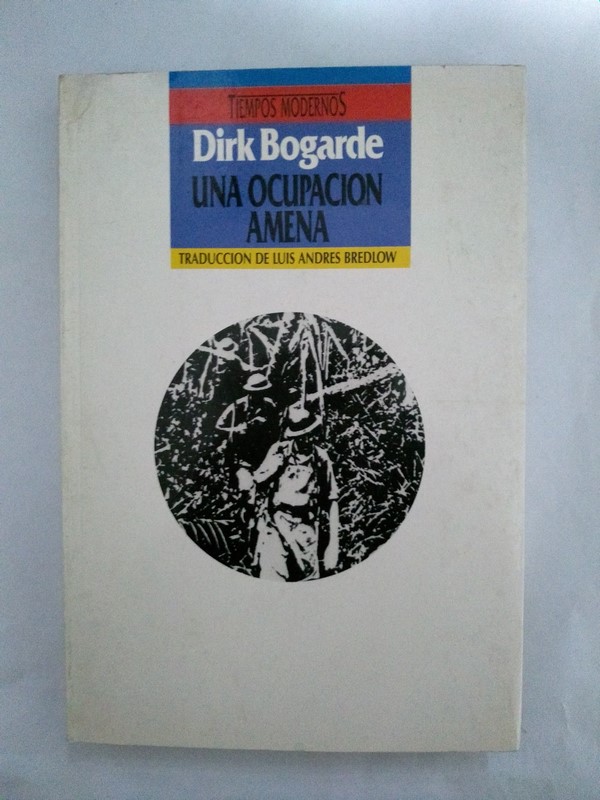 TIEMPOS MODERNOS
Dirk Bogarde
UNA OCUPACION
AMENA
TRADUCCION DE LUIS ANDRES BREDLOW